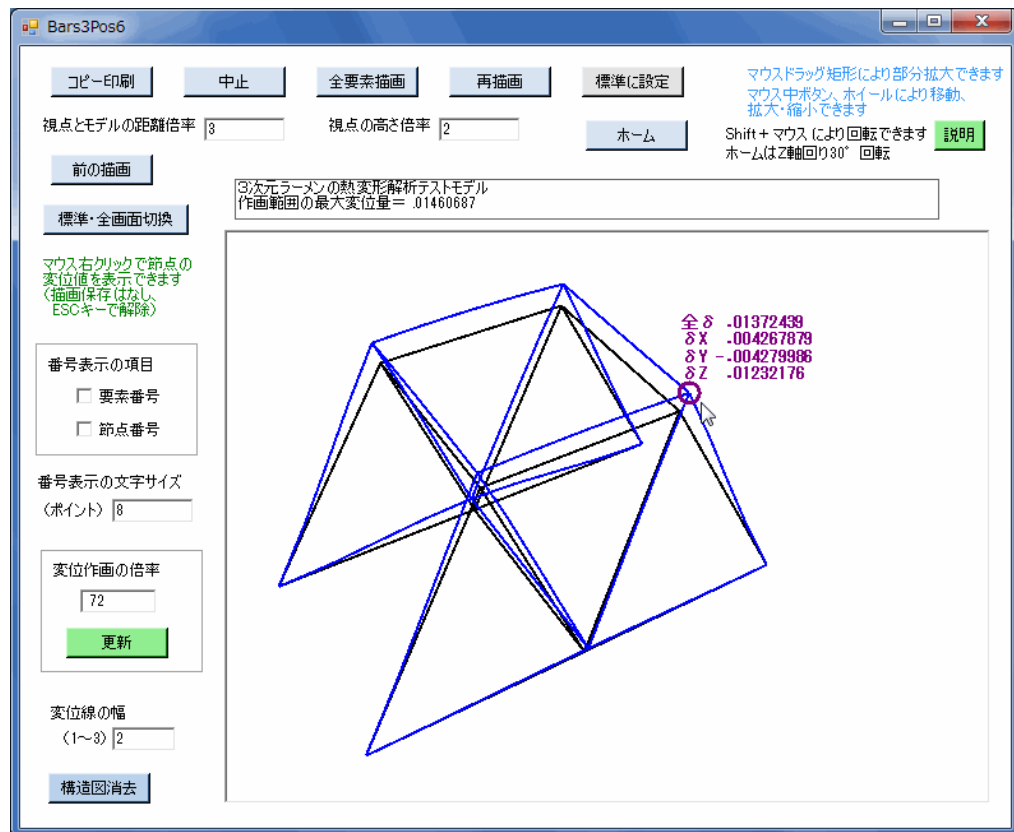 Bars3Pos6
コピー印刷
中止
全要素描画
再描画
標準に設定
マウスドラッグ矩形により部分拡大できます
マウス中ボタン、ホイールにより移動、
拡大・縮小できます
視点とモデルの距離倍率 3
視点の高さ倍率 2
ホーム
Shift+マウスにより回転できます
ホームはZ軸回り30° 回転
説明
前の描画
標準・全画面切換
3次元ラーメンの熱変形解析テストモデル
作画範囲の最大変位量= .01460687
マウス右クリックで節点の
変位値を表示できます
(描画保存はなし、
ESCキーで解除)
全δ .01372439
δX .004267879
δY -.004279986
δZ .01232176
番号表示の項目
要素番号
節点番号
番号表示の文字サイズ
(ポイント) 8
変位作画の倍率
72
更新
変位線の幅
(1~3) 2
構造図消去